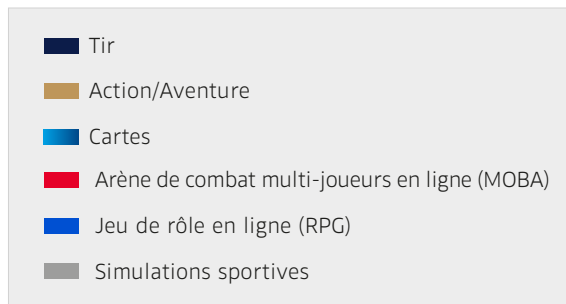 Tir
Action/Aventure
Cartes
Arène de combat multi-joueurs en ligne (MOBA)
Jeu de rôle en ligne (RPG)
Simulations sportives